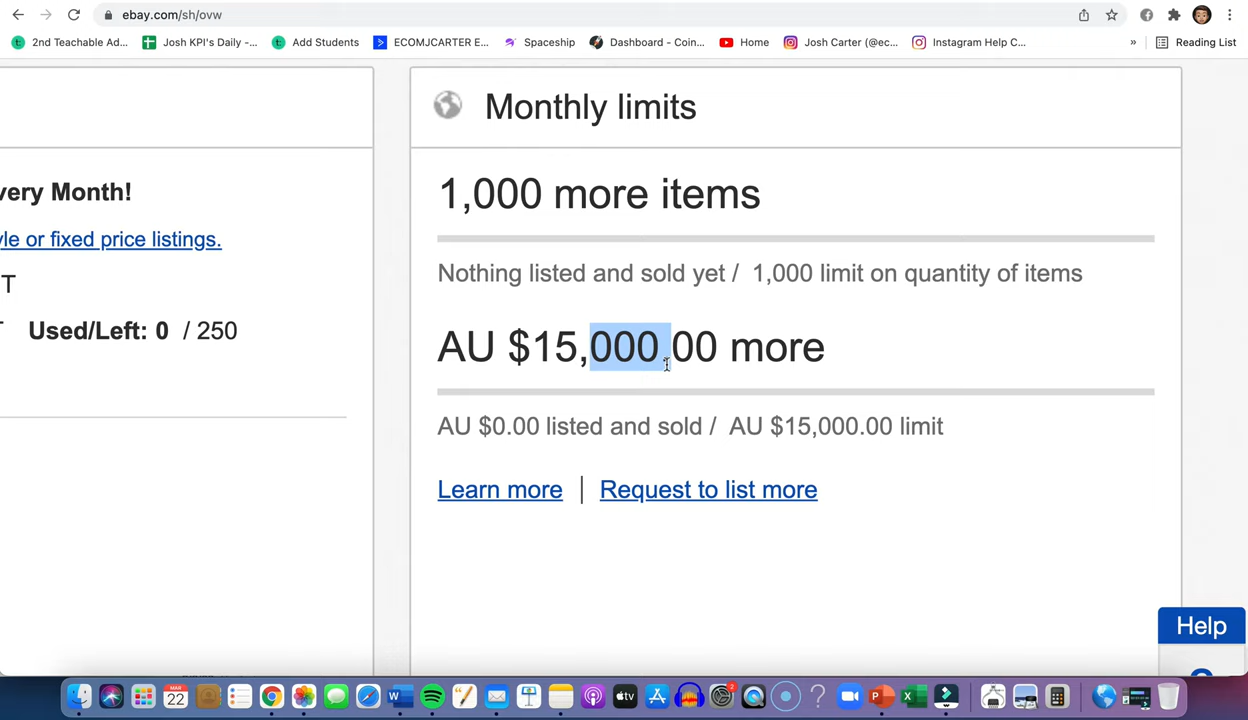 ebay.com/sh/ovw
2nd Teachable Ad...
Josh KPI's Daily -...
Add Students
ECOMJCARTER E...
Spaceship
Dashboard - Coin...
Home
Josh Carter (@ec...
Instagram Help C...
»
Reading List
Monthly limits
very Month!
1,000 more items
yle or fixed price listings.
Nothing listed and sold yet / 1,000 limit on quantity of items
T
T Used/Left: 0 / 250
AU $15,000.00 more
AU $0.00 listed and sold / AU $15,000.00 limit
Learn more | Request to list more
Help
MAR
22
tv
2